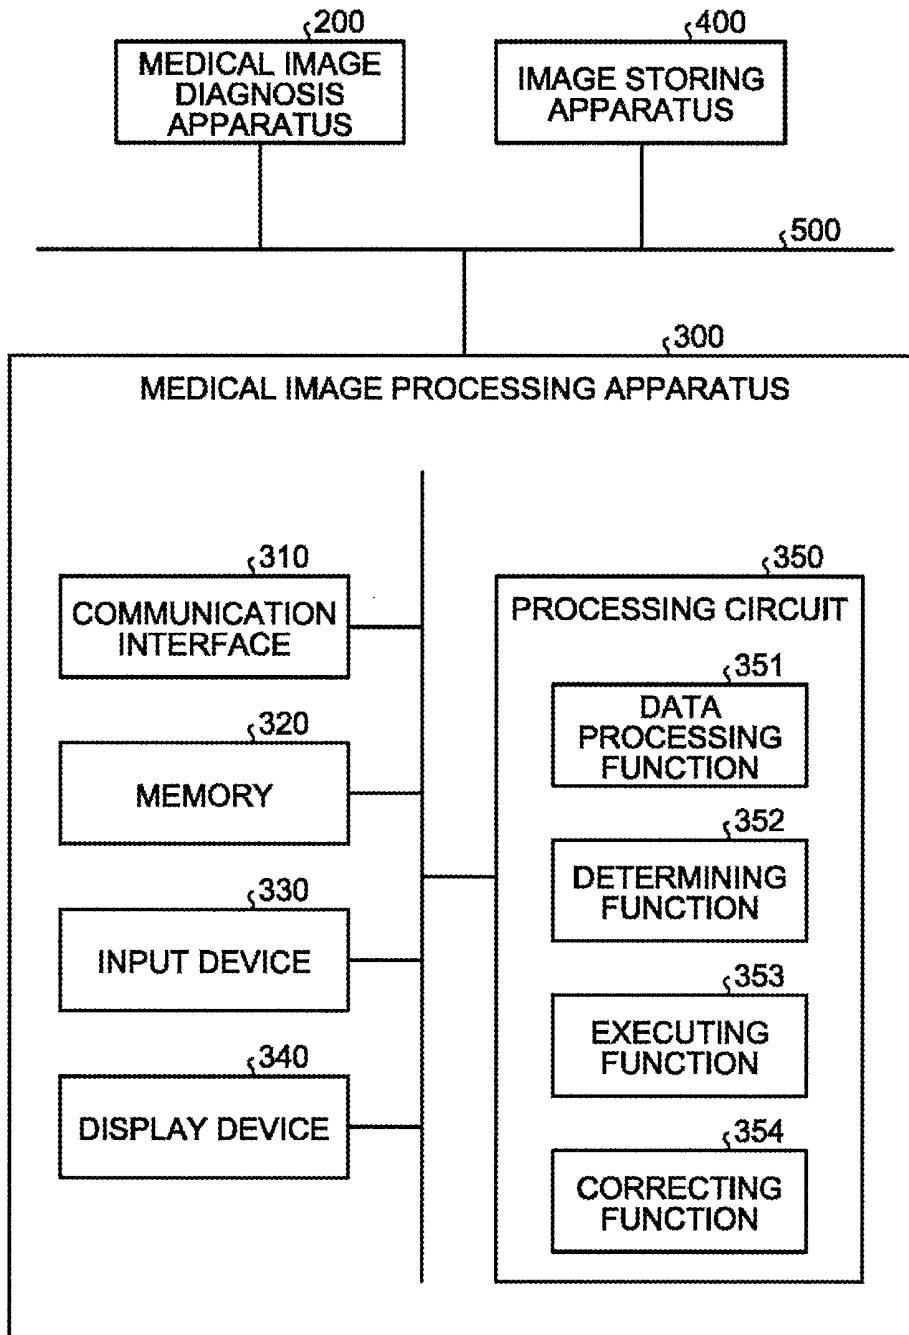 200
MEDICAL IMAGE
DIAGNOSIS
APPARATUS
400
IMAGE STORING
APPARATUS
500
300
MEDICAL IMAGE PROCESSING APPARATUS
310
COMMUNICATION
INTERFACE
320
MEMORY
330
INPUT DEVICE
340
DISPLAY DEVICE
350
PROCESSING CIRCUIT
351
DATA
PROCESSING
FUNCTION
352
DETERMINING
FUNCTION
353
EXECUTING
FUNCTION
354
CORRECTING
FUNCTION